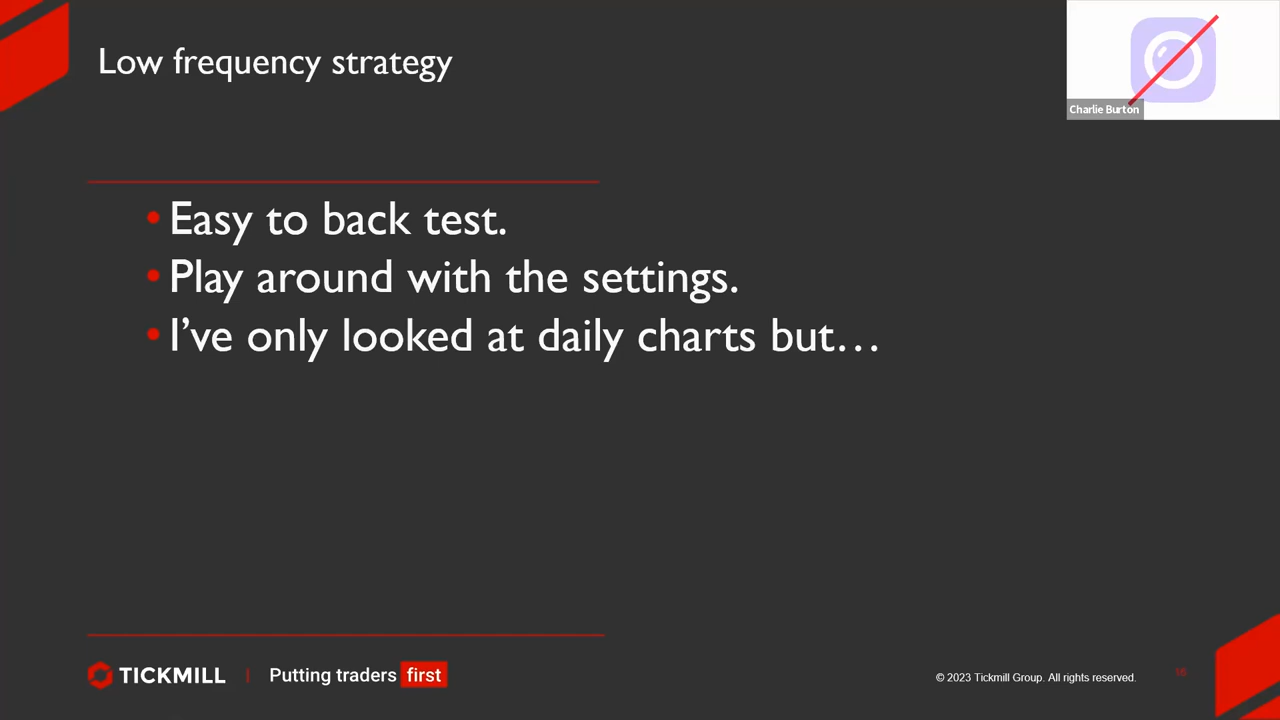 Low frequency strategy
Charlie Burton
• Easy to back test.
• Play around with the settings.
• I’ve only looked at daily charts but…
TICKMILL | Putting traders first
© 2023 Tickmill Group. All rights reserved.
16